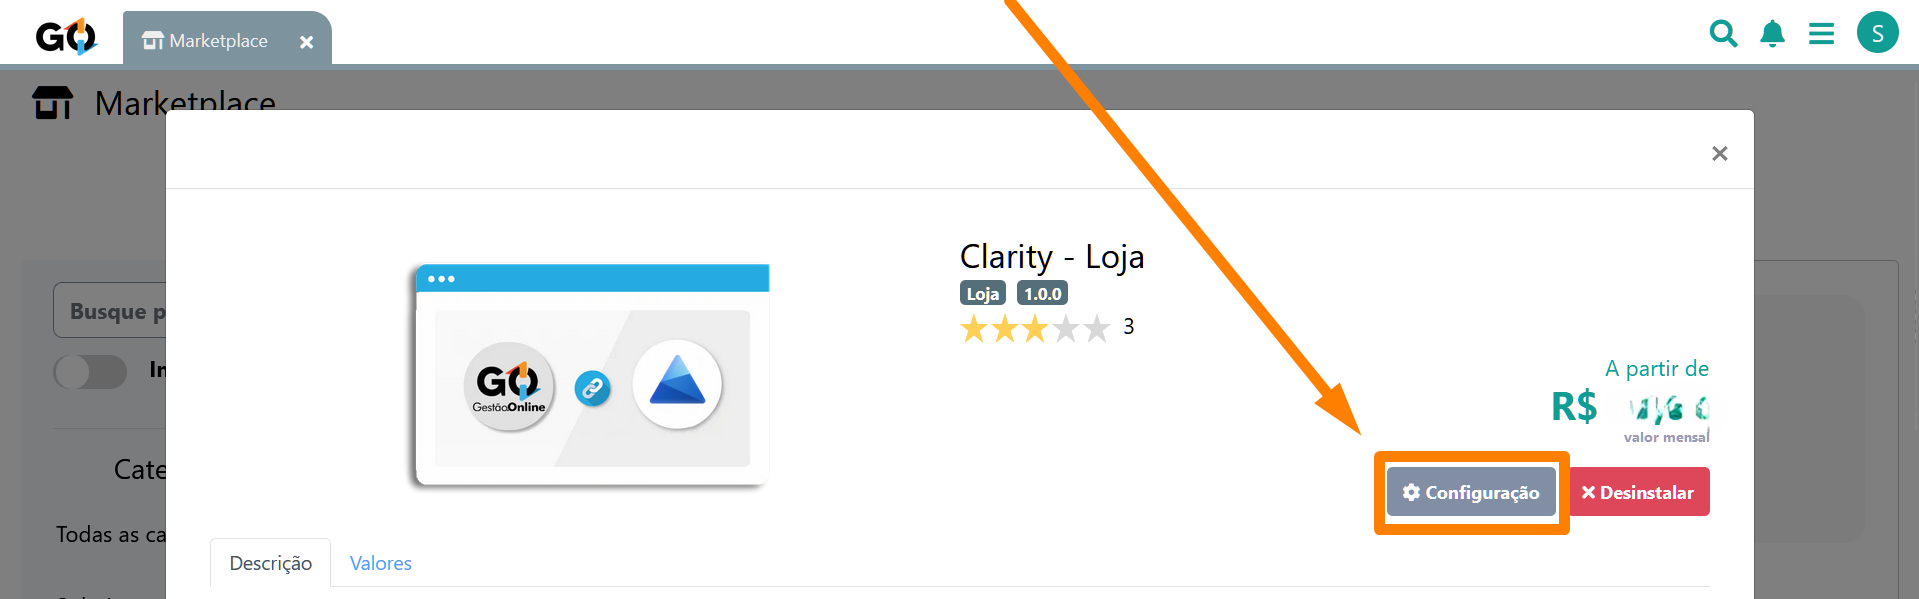 GO
Marketplace
S
Marketplace
Busque p
In
Cate
Todas as ca
Clarity - Loja
Loja 1.0.0
3
GO
GestãoOnline
A partir de
R$
valor mensal
Configuração
Desinstalar
Descrição
Valores